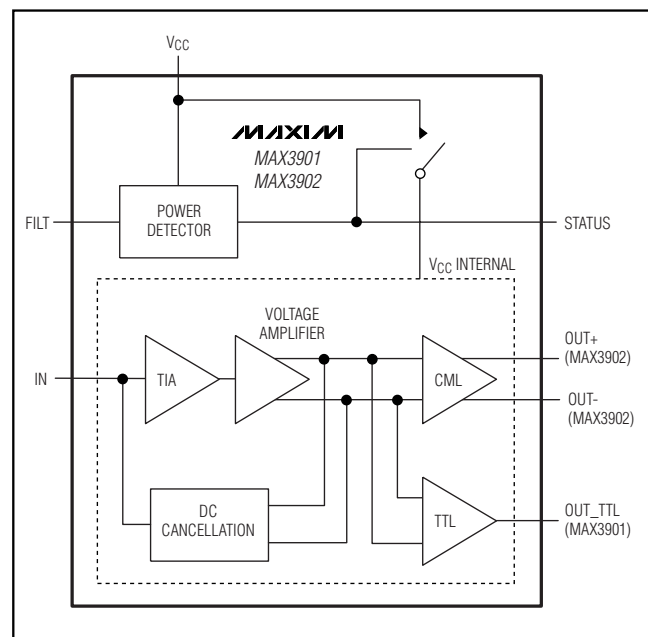 VCC
MAXIM
MAX3901
MAX3902
POWER
DETECTOR
FILT
STATUS
VCC INTERNAL
VOLTAGE
AMPLIFIER
IN
TIA
CML
OUT+
(MAX3902)
OUT-
(MAX3902)
DC
CANCELLATION
TTL
OUT_TTL
(MAX3901)